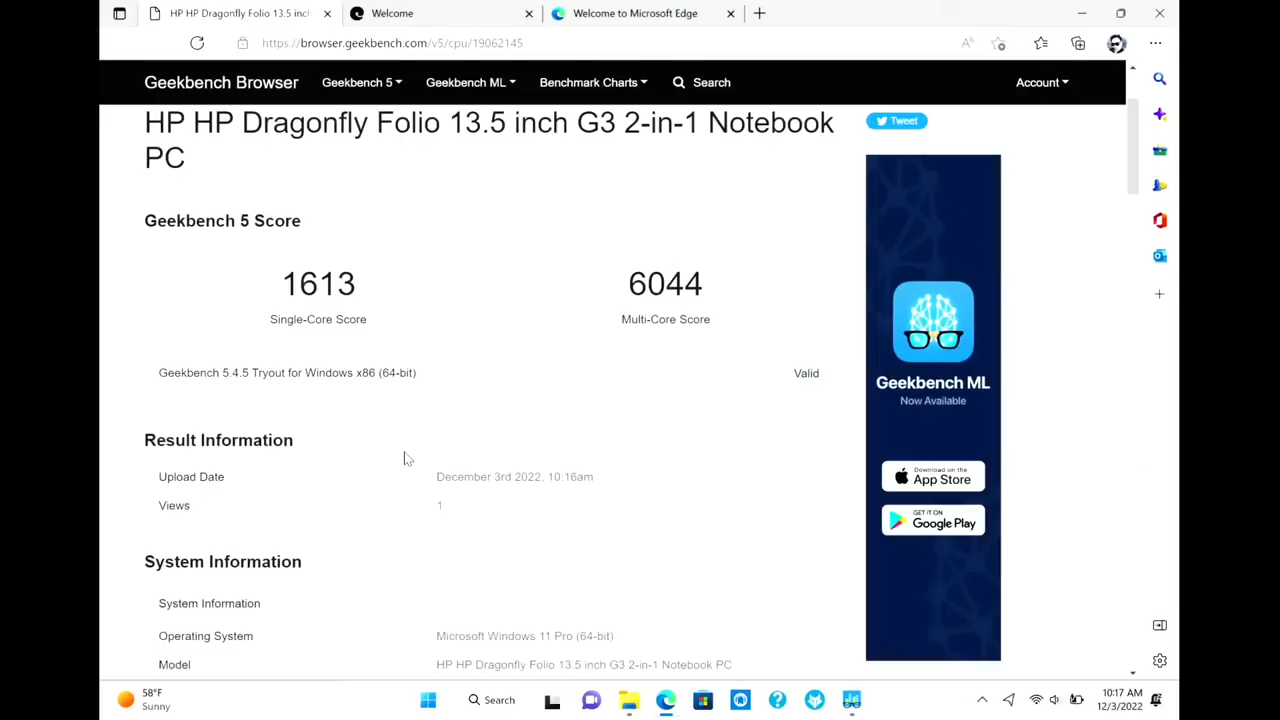 HP HP Dragonfly Folio 13.5 inc
Welcome
Welcome to Microsoft Edge
https://browser.geekbench.com/v5/cpu/19062145
Geekbench Browser
Geekbench 5
Geekbench ML
Benchmark Charts
Search
Account
HP HP Dragonfly Folio 13.5 inch G3 2-in-1 Notebook
PC
Tweet
Geekbench 5 Score
1613
6044
Single-Core Score
Multi-Core Score
Geekbench 5.4.5 Tryout for Windows x86 (64-bit)
Valid
Geekbench ML
Now Available
Download on the
App Store
GET IT ON
Google Play
Result Information
Upload Date
December 3rd 2022, 10:16am
Views
1
System Information
System Information
Operating System
Microsoft Windows 11 Pro (64-bit)
Model
HP HP Dragonfly Folio 13.5 inch G3 2-in-1 Notebook PC
58°F
Sunny
Search
10:17 AM
12/3/2022